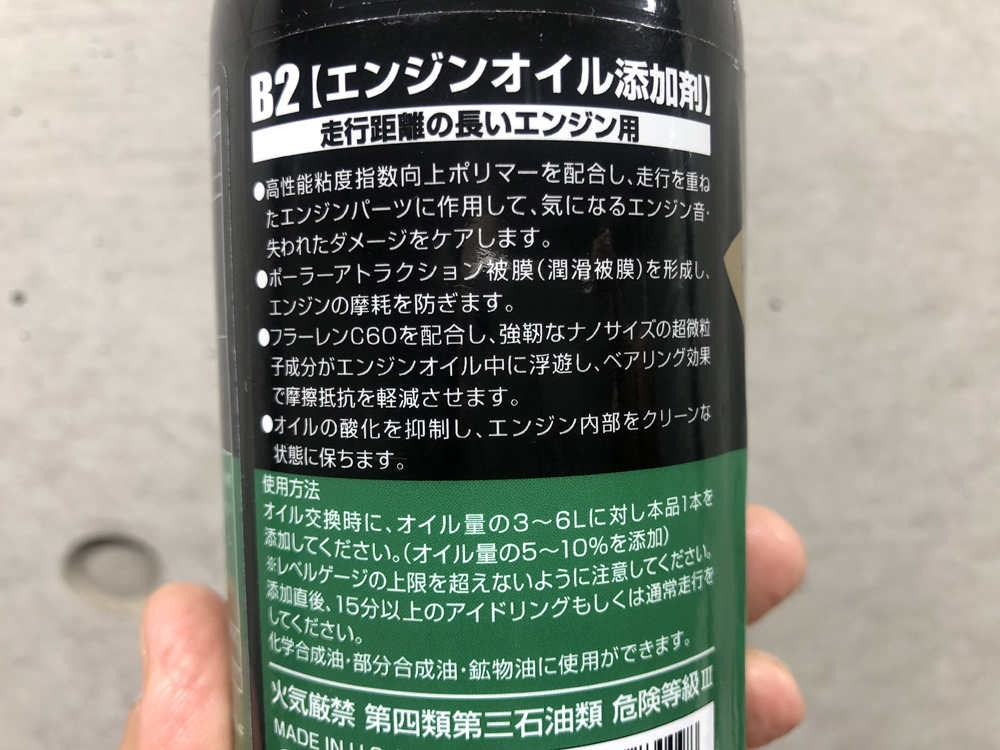 B2【エンジンオイル添加剤】
走行距離の長いエンジン用
●高性能粘度指数向上ポリマーを配合し、走行を重ね
たエンジンパーツに作用して、気になるエンジン音・
失われたダメージをケアします。
●ポーラーアトラクション被膜(潤滑被膜)を形成し、
エンジンの摩耗を防ぎます。
●フラーレンC60を配合し、強靭なナノサイズの超微粒
子成分がエンジンオイル中に浮遊し、ベアリング効果
で摩擦抵抗を軽減させます。
●オイルの酸化を抑制し、エンジン内部をクリーンな
状態に保ちます。
使用方法
オイル交換時に、オイル量の3～6Lに対し本品1本を
添加してください。(オイル量の5～10%を添加)
※レベルゲージの上限を超えないように注意してください。
添加直後、15分以上のアイドリングもしくは通常走行を
してください。
化学合成油・部分合成油・鉱物油に使用ができます。
火気厳禁 第四類第三石油類 危険等級Ⅲ
MADE IN U.S